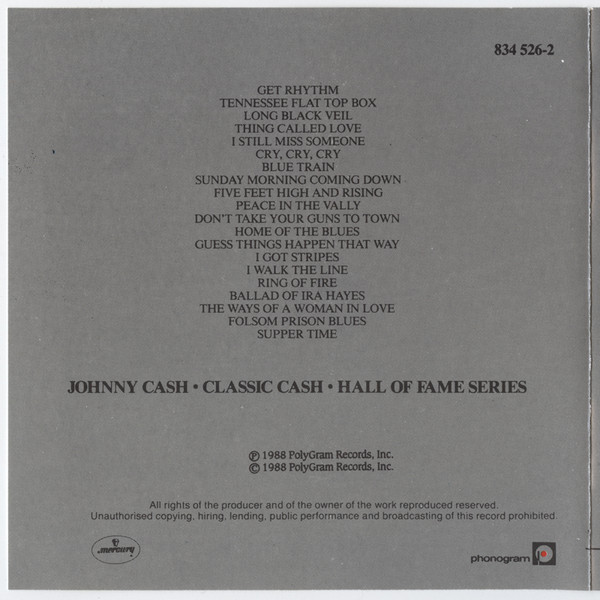 834 526-2
GET RHYTHM
TENNESSEE FLAT TOP BOX
LONG BLACK VEIL
THING CALLED LOVE
I STILL MISS SOMEONE
CRY, CRY, CRY
BLUE TRAIN
SUNDAY MORNING COMING DOWN
FIVE FEET HIGH AND RISING
PEACE IN THE VALLY
DON'T TAKE YOUR GUNS TO TOWN
HOME OF THE BLUES
GUESS THINGS HAPPEN THAT WAY
I GOT STRIPES
I WALK THE LINE
RING OF FIRE
BALLAD OF IRA HAYES
THE WAYS OF A WOMAN IN LOVE
FOLSOM PRISON BLUES
SUPPER TIME
JOHNNY CASH • CLASSIC CASH • HALL OF FAME SERIES
℗ 1988 PolyGram Records, Inc.
© 1988 PolyGram Records, Inc.
All rights of the producer and of the owner of the work reproduced reserved.
Unauthorised copying, hiring, lending, public performance and broadcasting of this record prohibited.
mercury
phonogram